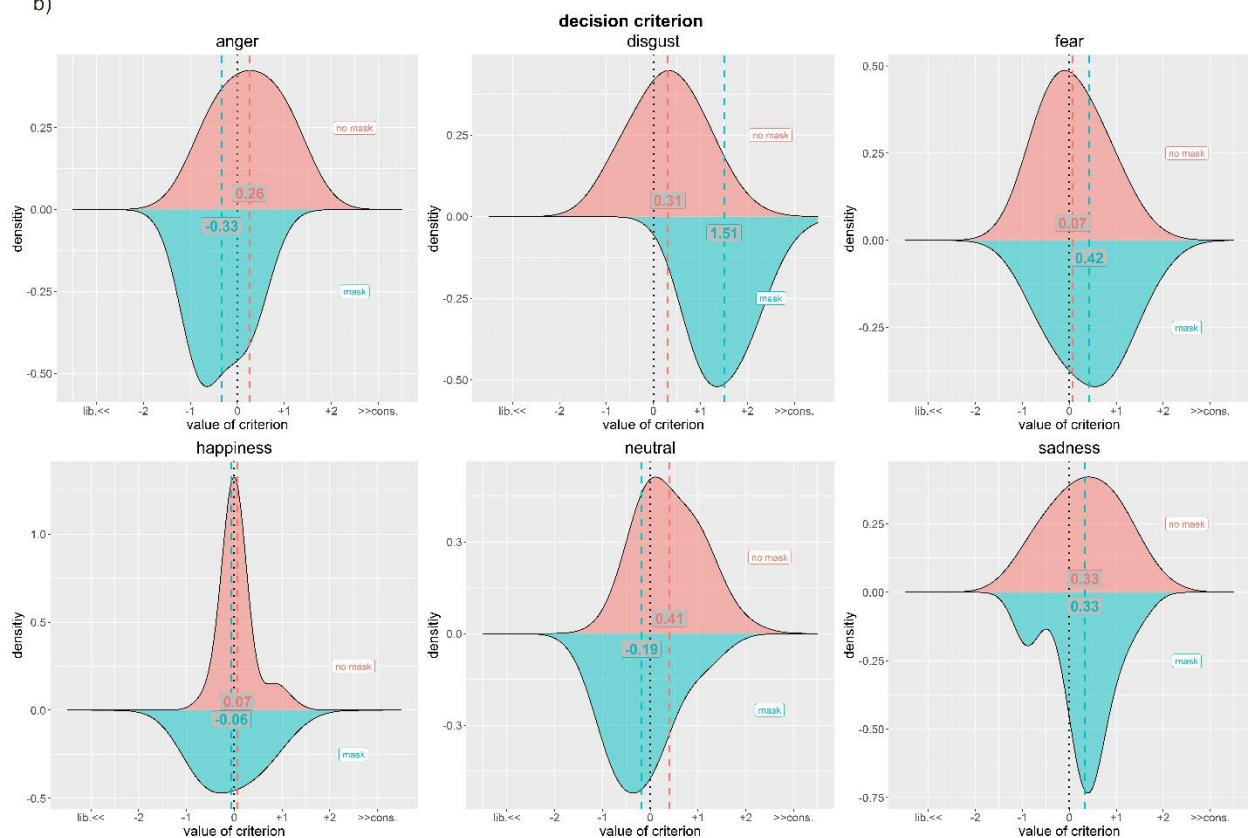 b)
decision criterion
anger
disgust
fear
densitiy
0.25
0.00
-0.25
-0.50
no mask
0.26
-0.33
mask
lib.<< -2 -1 0 +1 +2 >>cons.
value of criterion
densitiy
0.25
0.00
-0.25
-0.50
no mask
0.31
1.51
mask
lib.<< -2 -1 0 +1 +2 >>cons.
value of criterion
densitiy
0.50
0.25
0.00
-0.25
no mask
0.07
0.42
mask
lib.<< -2 -1 0 +1 +2 >>cons.
value of criterion
happiness
neutral
sadness
densitiy
1.0
0.5
0.0
-0.5
no mask
0.07
-0.06
mask
lib.<< -2 -1 0 +1 +2 >>cons.
value of criterion
densitiy
0.3
0.0
-0.3
no mask
0.41
-0.19
mask
lib.<< -2 -1 0 +1 +2 >>cons.
value of criterion
densitiy
0.25
0.00
-0.25
-0.50
-0.75
no mask
0.33
0.33
mask
lib.<< -2 -1 0 +1 +2 >>cons.
value of criterion